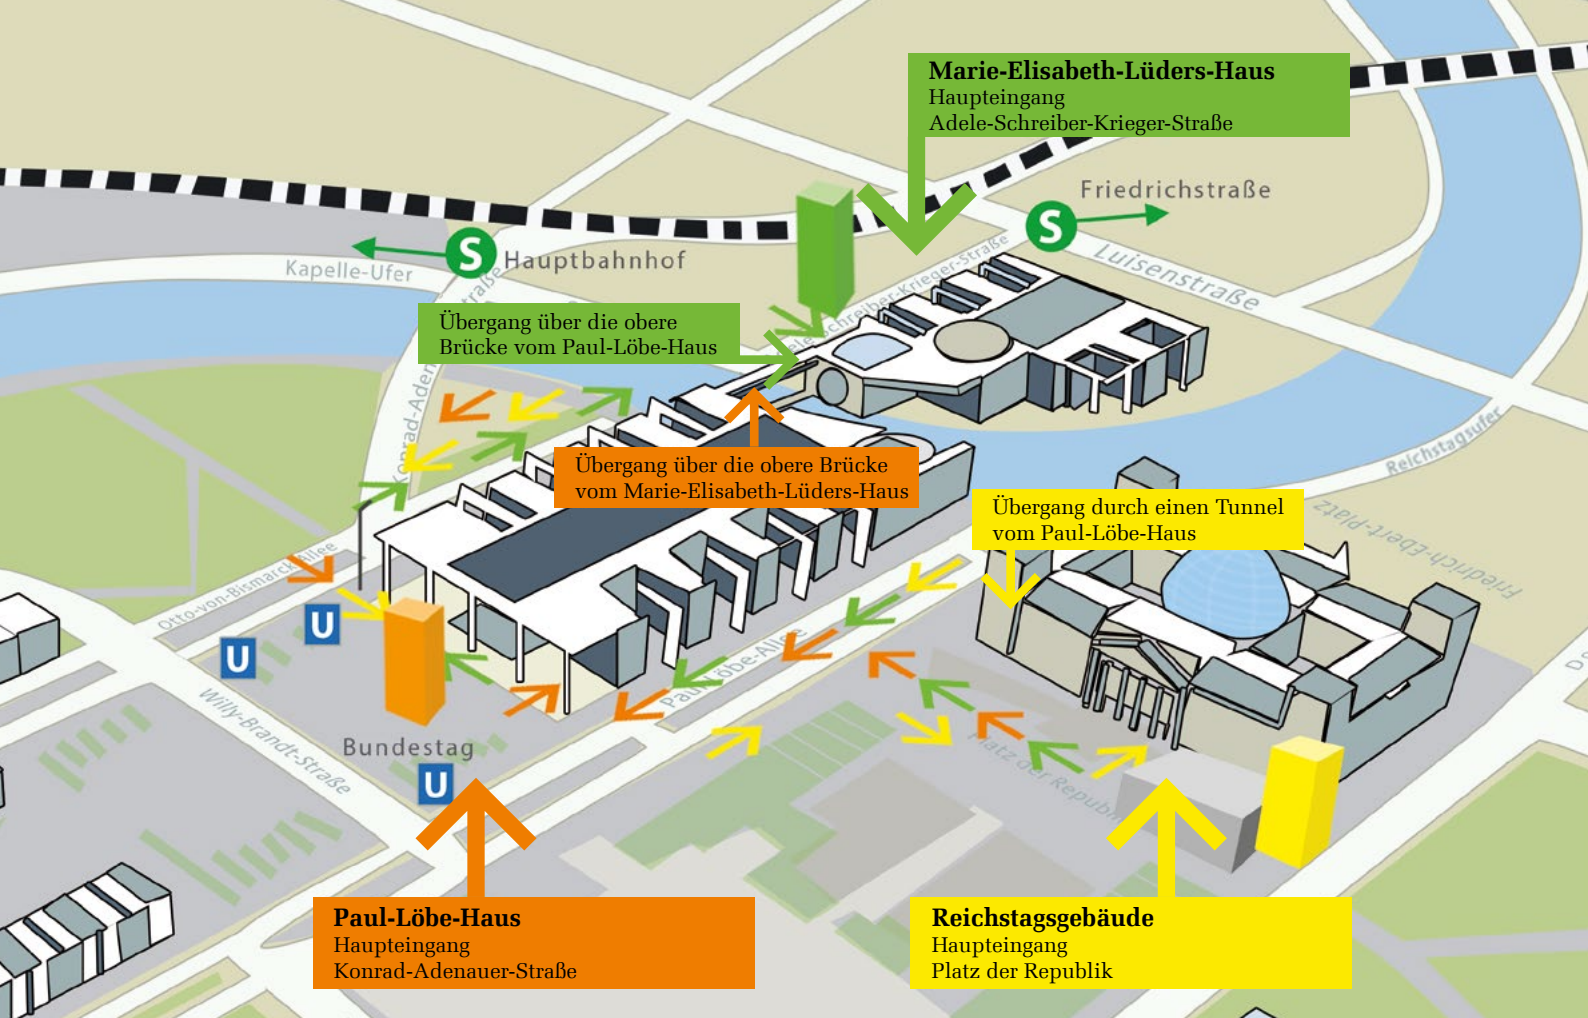 Marie-Elisabeth-Lüders-Haus
Haupteingang
Adele-Schreiber-Krieger-Straße
Friedrichstraße
S
S
Hauptbahnhof
Kapelle-Ufer
Luisenstraße
Adele-Schreiber-Krieger-Straße
Übergang über die obere
Brücke vom Paul-Löbe-Haus
Konrad-Aden
straße
Reichstagsufer
Übergang über die obere Brücke
vom Marie-Elisabeth-Lüders-Haus
Übergang durch einen Tunnel
vom Paul-Löbe-Haus
Friedrich-Ebert-Platz
Otto-von-Bismarck-Allee
U
U
Paul-Löbe-Allee
Willy-Brandt-Straße
Bundestag
U
Platz der Republik
Paul-Löbe-Haus
Haupteingang
Konrad-Adenauer-Straße
Reichstagsgebäude
Haupteingang
Platz der Republik